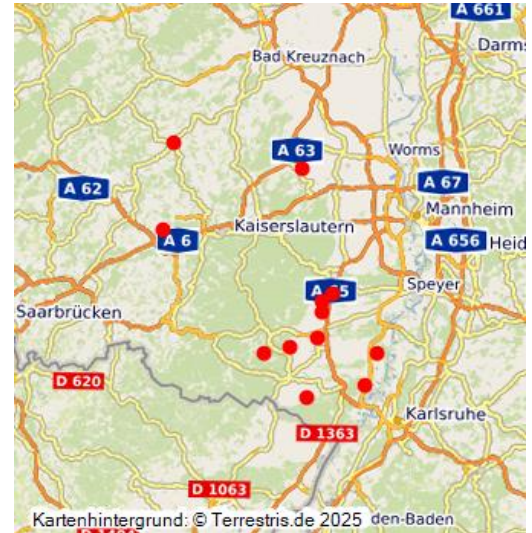 A 661
Bad Kreuznach
Darms
A 63
Worms
A 62
A 67
Mannheim
Kaiserslautern
A 6
A 656
Heid
Speyer
A 65
Saarbrücken
D 620
Karlsruhe
D 1363
D 1063
Kartenhintergrund: © Terrestris.de 2025
den-Baden